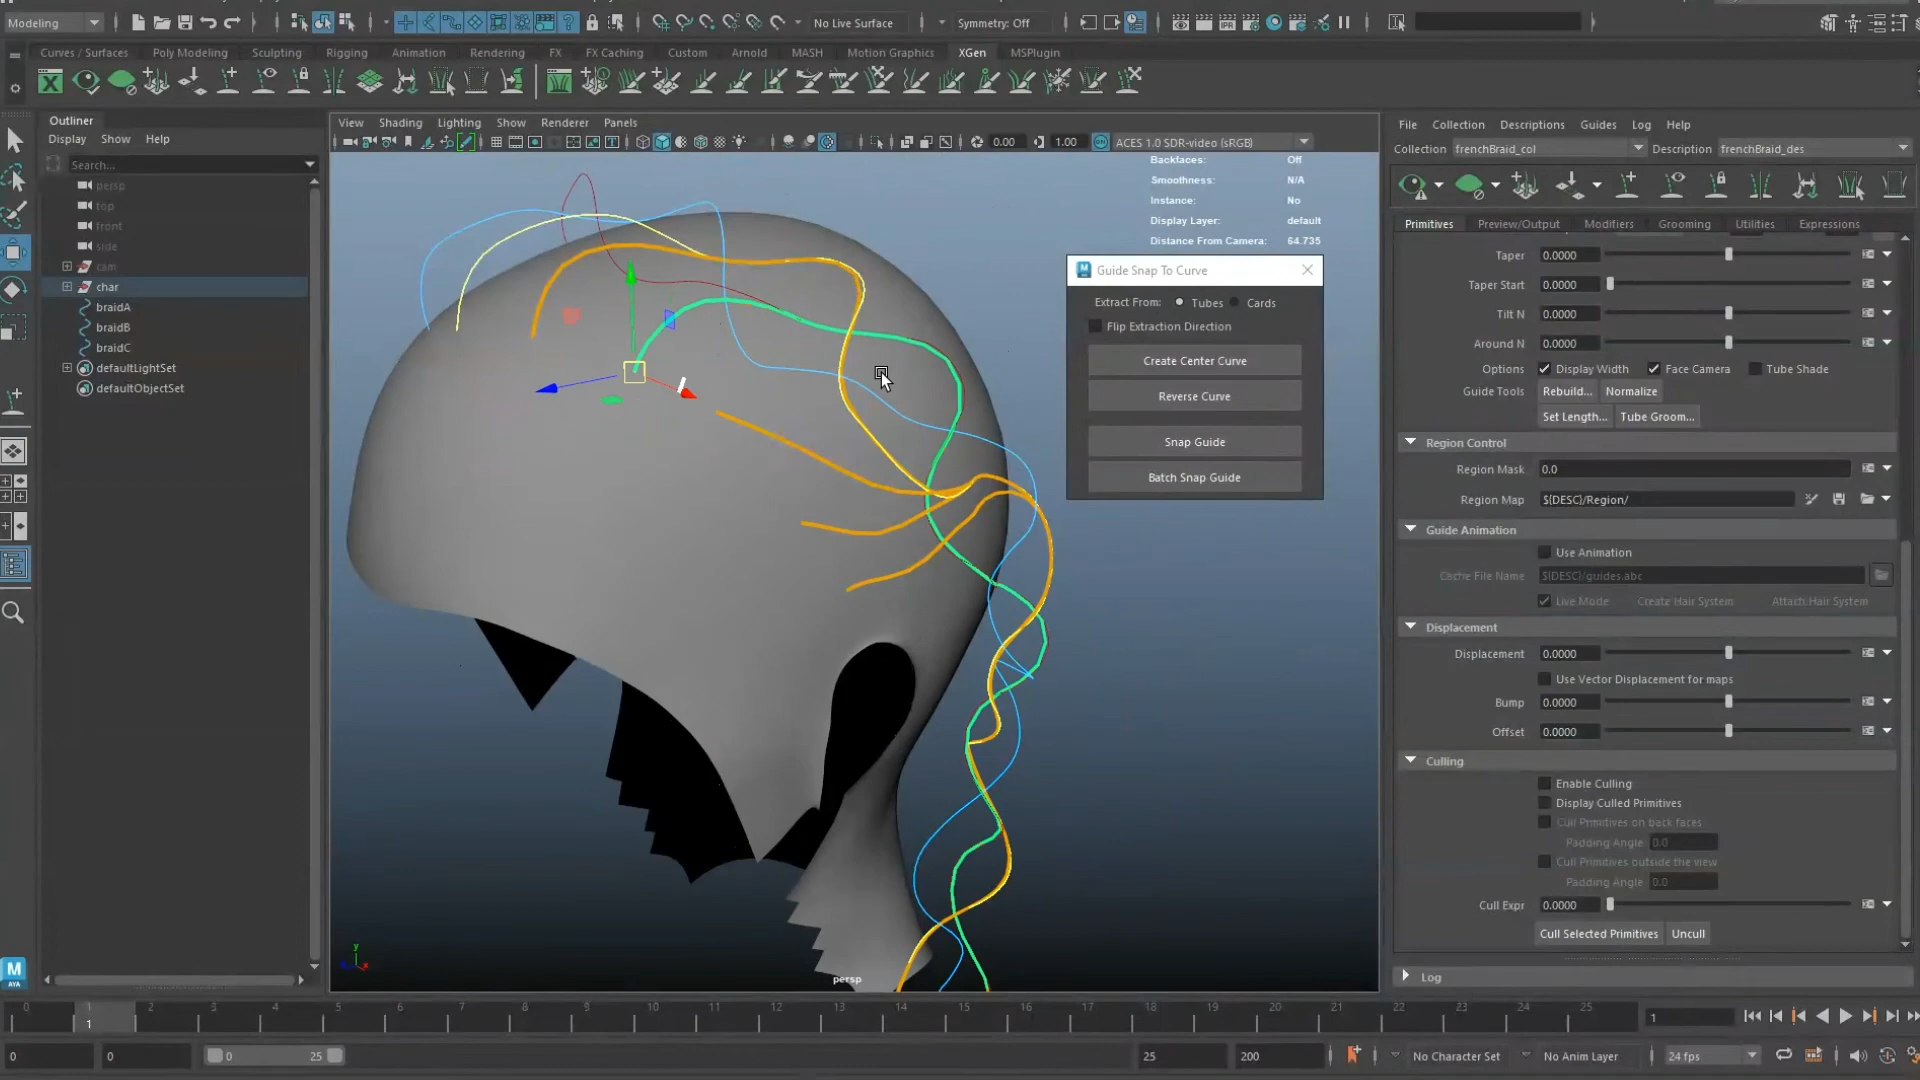 Modeling
No Live Surface
Symmetry: Off
Curves / Surfaces
Poly Modeling
Sculpting
Rigging
Animation
Rendering
FX
FX Caching
Custom
Arnold
MASH
Motion Graphics
XGen
MSPlugin
Outliner
Display Show Help
Search...
persp
top
front
side
cam
char
braidA
braidB
braidC
defaultLightSet
defaultObjectSet
View Shading Lighting Show Renderer Panels
0.00
1.00
ACES 1.0 SDR-video (sRGB)
Backfaces: Off
Smoothness: N/A
Instance: No
Display Layer: default
Distance From Camera: 64.735
Guide Snap To Curve
Extract From: Tubes Cards
Flip Extraction Direction
Create Center Curve
Reverse Curve
Snap Guide
Batch Snap Guide
persp
y
x
File Collection Descriptions Guides Log Help
Collection frenchBraid_col Description frenchBraid_des
Primitives Preview/Output Modifiers Grooming Utilities Expressions
Taper 0.0000
Taper Start 0.0000
Tilt N 0.0000
Around N 0.0000
Options Display Width Face Camera Tube Shade
Guide Tools Rebuild... Normalize
Set Length... Tube Groom...
Region Control
Region Mask 0.0
Region Map ${DESC}/Region/
Guide Animation
Use Animation
Cache File Name ${DESC}/guides.abc
Live Mode Create Hair System Attach Hair System
Displacement
Displacement 0.0000
Use Vector Displacement for maps
Bump 0.0000
Offset 0.0000
Culling
Enable Culling
Display Culled Primitives
Cull Primitives on back faces
Padding Angle 0.0
Cull Primitives outside the view
Padding Angle 0.0
Cull Expr 0.0000
Cull Selected Primitives Uncull
Log
M
AYA
0 1 2 3 4 5 6 7 8 9 10 11 12 13 14 15 16 17 18 19 20 21 22 23 24 25
1
1
0 0 0 25 25 200 No Character Set No Anim Layer 24 fps